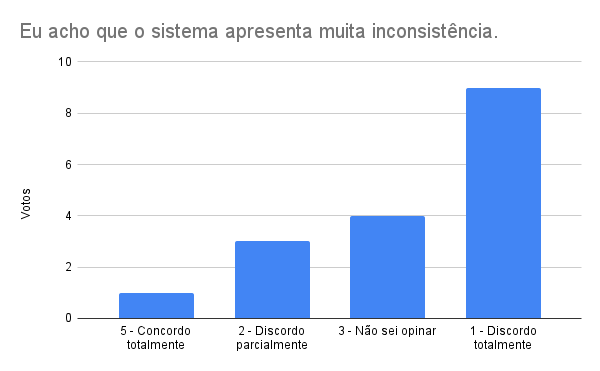 Eu acho que o sistema apresenta muita inconsistência.
10
8
6
4
2
0
Votos
5 - Concordo
totalmente
2 - Discordo
parcialmente
3 - Não sei opinar
1 - Discordo
totalmente